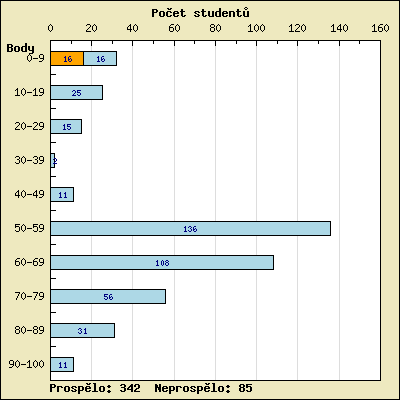 Počet studentů
0 20 40 60 80 100 120 140 160
Body
0-9 16 16
10-19 25
20-29 15
30-39 2
40-49 11
50-59 136
60-69 108
70-79 56
80-89 31
90-100 11
Prospělo: 342 Neprospělo: 85